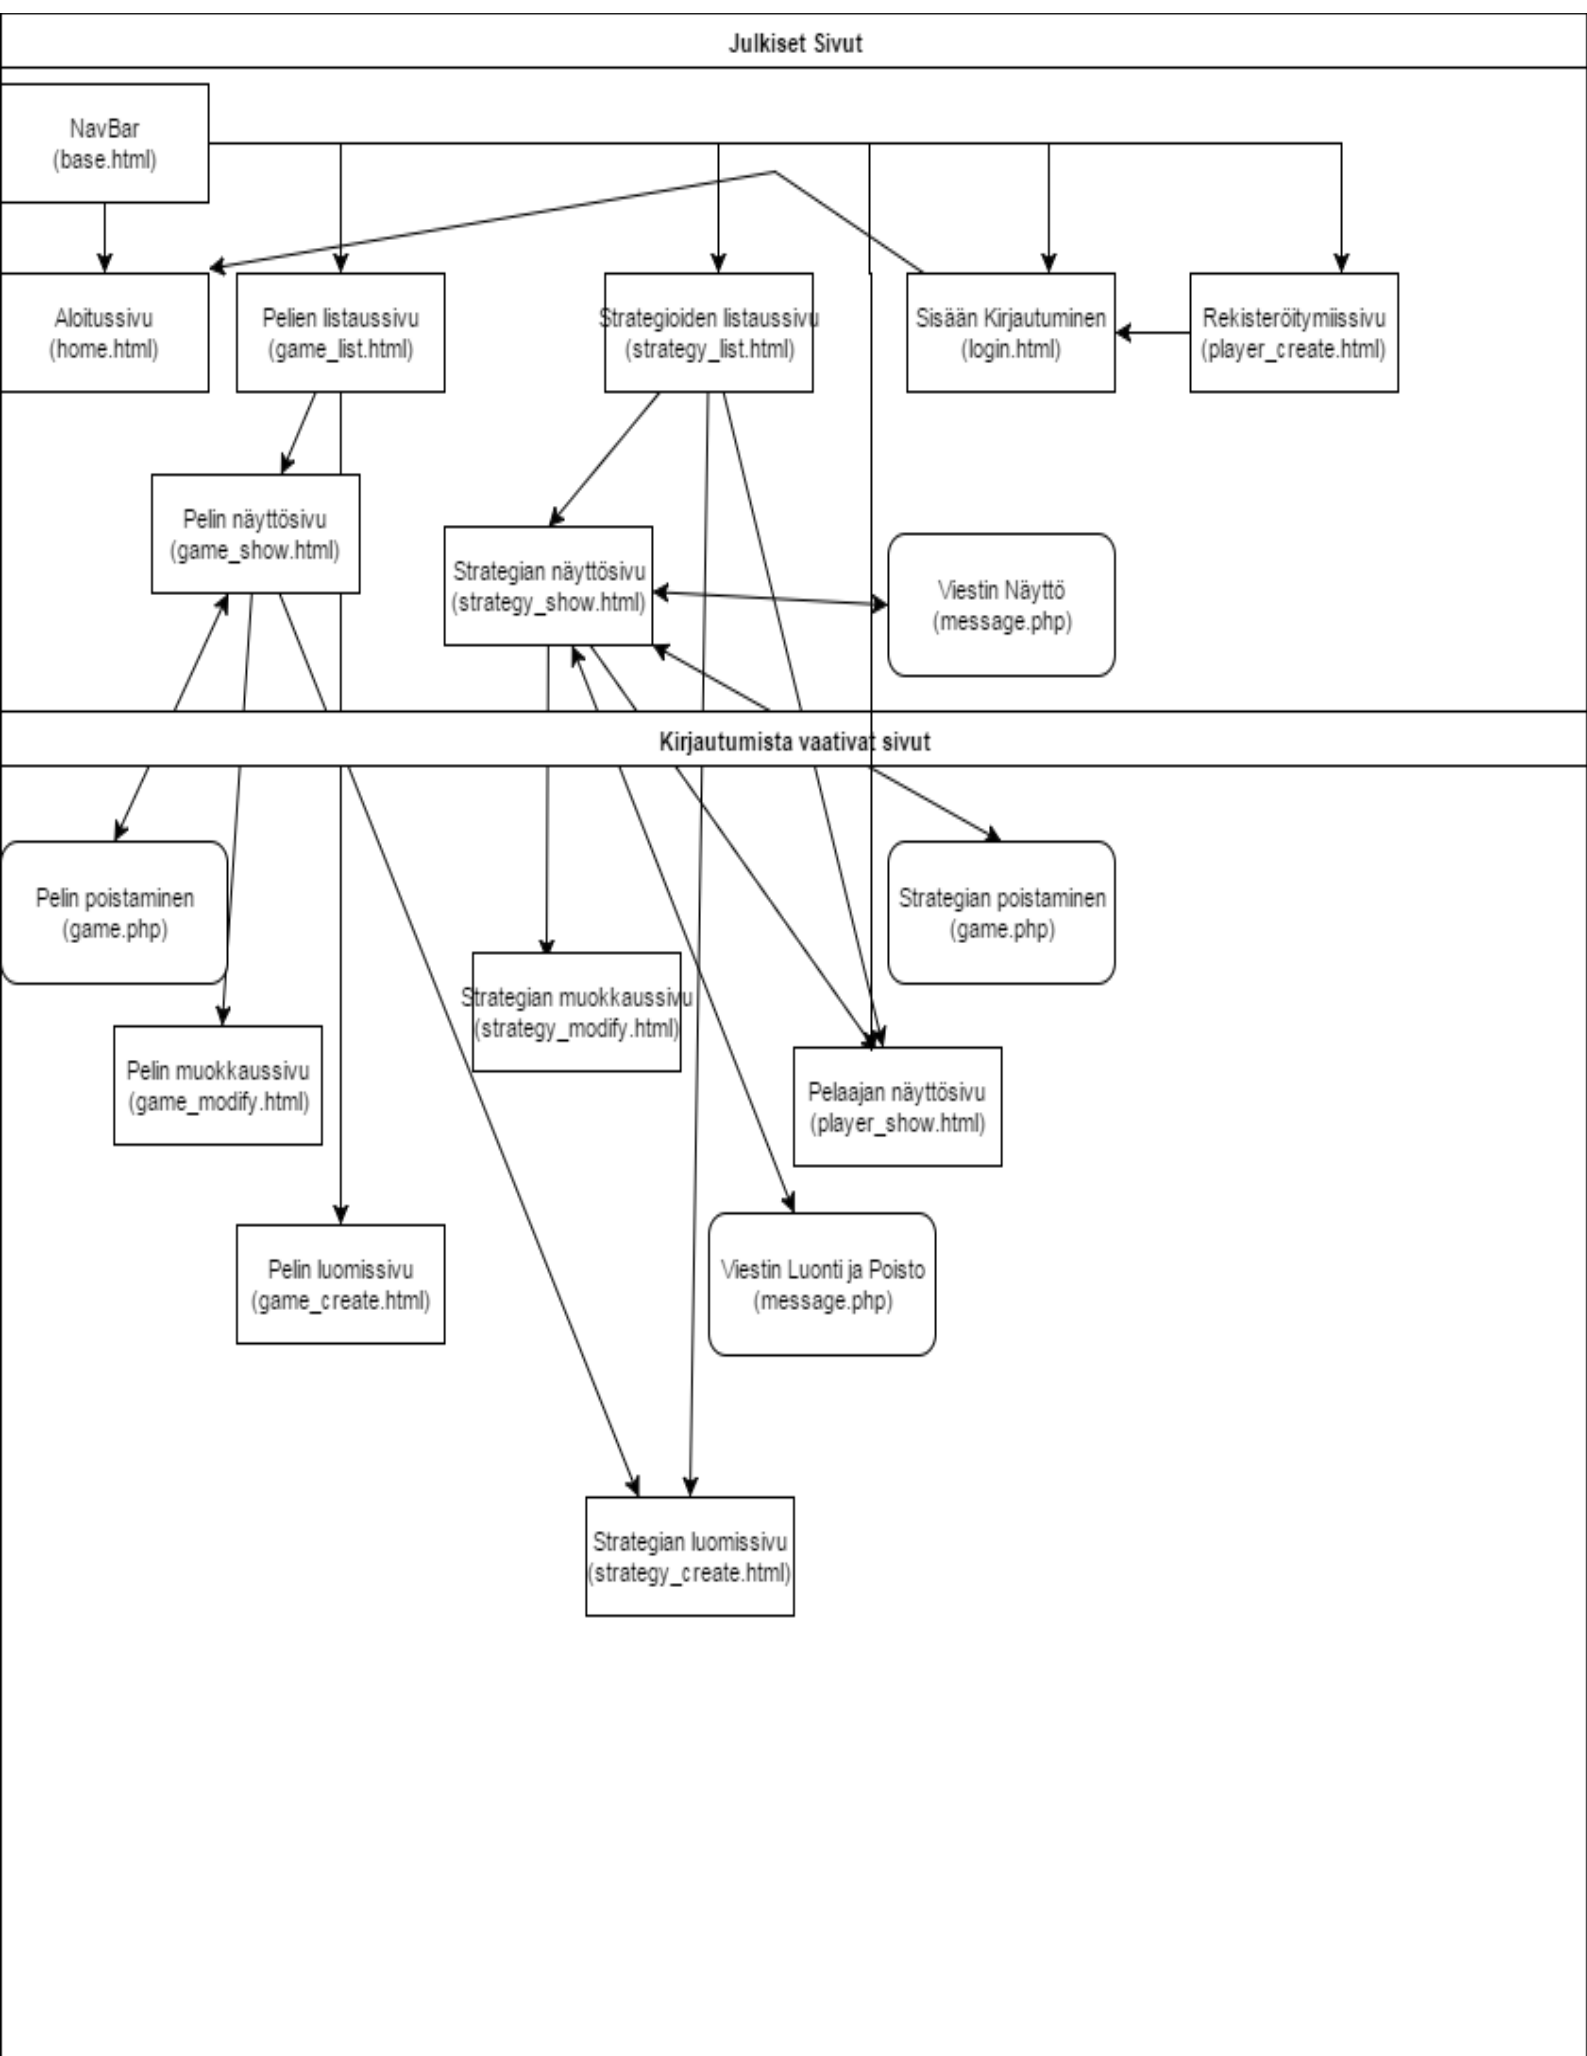 Julkiset Sivut
NavBar
(base.html)
Aloitussivu
(home.html)
Pelien listaussivu
(game_list.html)
Strategioiden listaussivu
(strategy_list.html)
Sisään Kirjautuminen
(login.html)
Rekisteröitymiissivu
(player_create.html)
Pelin näyttösivu
(game_show.html)
Strategian näyttösivu
(strategy_show.html)
Viestin Näyttö
(message.php)
Kirjautumista vaativat sivut
Pelin poistaminen
(game.php)
Strategian poistaminen
(game.php)
Strategian muokkaussivu
(strategy_modify.html)
Pelin muokkaussivu
(game_modify.html)
Pelaajan näyttösivu
(player_show.html)
Pelin luomissivu
(game_create.html)
Viestin Luonti ja Poisto
(message.php)
Strategian luomissivu
(strategy_create.html)